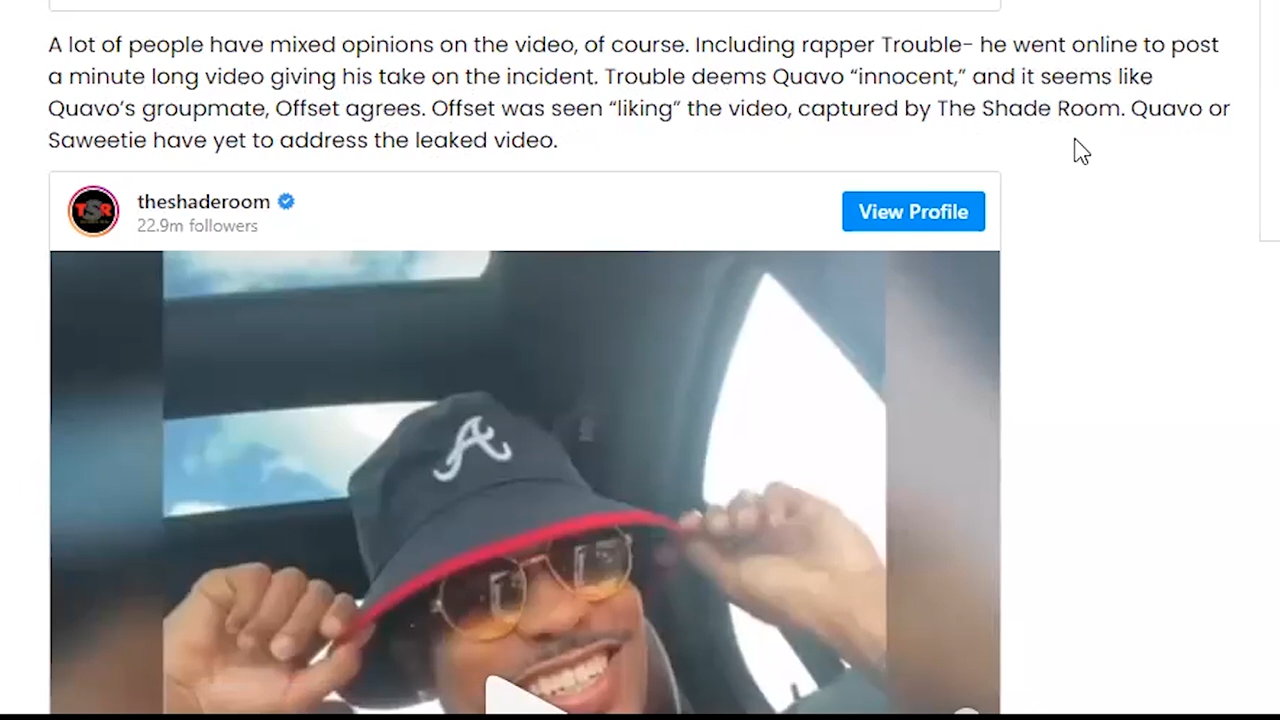 A lot of people have mixed opinions on the video, of course. Including rapper Trouble- he went online to post
a minute long video giving his take on the incident. Trouble deems Quavo “innocent,” and it seems like
Quavo’s groupmate, Offset agrees. Offset was seen “liking” the video, captured by The Shade Room. Quavo or
Saweetie have yet to address the leaked video.
TSR
theshaderoom
22.9m followers
View Profile
A